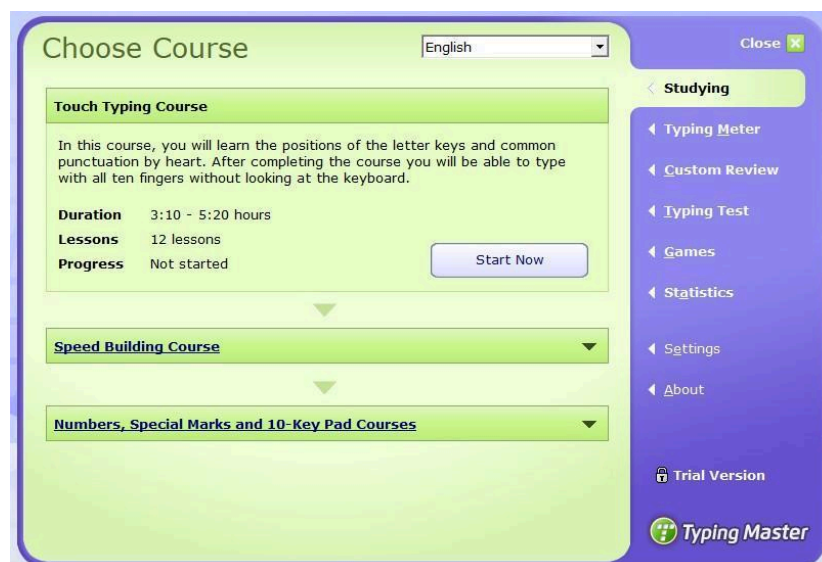 Choose Course
English
Close
Touch Typing Course
In this course, you will learn the positions of the letter keys and common
punctuation by heart. After completing the course you will be able to type
with all ten fingers without looking at the keyboard.
Duration 3:10 - 5:20 hours
Lessons 12 lessons
Progress Not started
Start Now
Speed Building Course
Numbers, Special Marks and 10-Key Pad Courses
Studying
Typing Meter
Custom Review
Typing Test
Games
Statistics
Settings
About
Trial Version
Typing Master